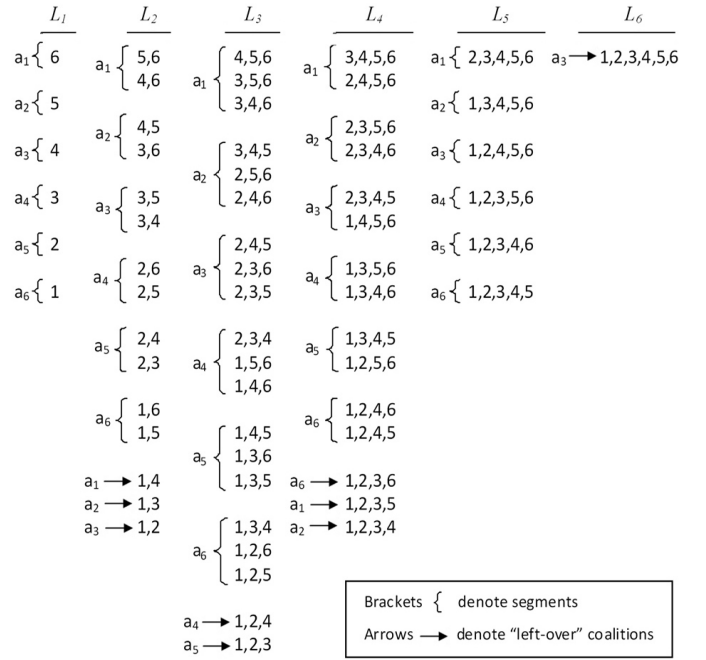 L1 L2 L3 L4 L5 L6
a1 { 6
a2 { 5
a3 { 4
a4 { 3
a5 { 2
a6 { 1
a1 { 5,6
4,6
a2 { 4,5
3,6
a3 { 3,5
3,4
a4 { 2,6
2,5
a5 { 2,4
2,3
a6 { 1,6
1,5
a1 → 1,4
a2 → 1,3
a3 → 1,2
a1 { 4,5,6
3,5,6
3,4,6
a2 { 3,4,5
2,5,6
2,4,6
a3 { 2,4,5
2,3,6
2,3,5
a4 { 2,3,4
1,5,6
1,4,6
a5 { 1,4,5
1,3,6
1,3,5
a6 { 1,3,4
1,2,6
1,2,5
a4 → 1,2,4
a5 → 1,2,3
a1 { 3,4,5,6
2,4,5,6
a2 { 2,3,5,6
2,3,4,6
a3 { 2,3,4,5
1,4,5,6
a4 { 1,3,5,6
1,3,4,6
a5 { 1,3,4,5
1,2,5,6
a6 { 1,2,4,6
1,2,4,5
a6 → 1,2,3,6
a1 → 1,2,3,5
a2 → 1,2,3,4
a1 { 2,3,4,5,6
a2 { 1,3,4,5,6
a3 { 1,2,4,5,6
a4 { 1,2,3,5,6
a5 { 1,2,3,4,6
a6 { 1,2,3,4,5
a3 → 1,2,3,4,5,6
Brackets { denote segments
Arrows → denote “left-over” coalitions